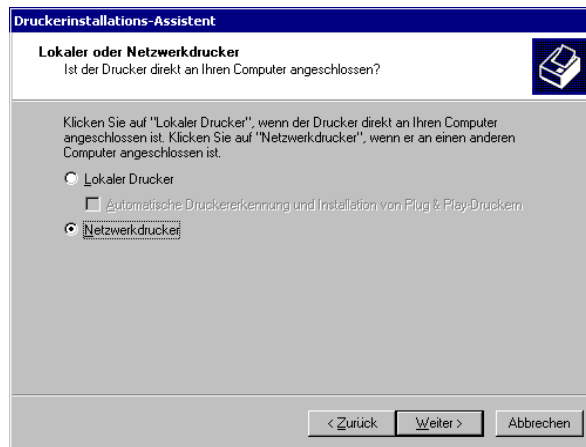 Druckerinstallations-Assistent
Lokaler oder Netzwerkdrucker
Ist der Drucker direkt an Ihren Computer angeschlossen?
Klicken Sie auf "Lokaler Drucker", wenn der Drucker direkt an Ihren Computer
angeschlossen ist. Klicken Sie auf "Netzwerkdrucker", wenn er an einen anderen
Computer angeschlossen ist.
Lokaler Drucker
Automatische Druckererkennung und Installation von Plug & Play-Druckern
Netzwerkdrucker
< Zurück Weiter > Abbrechen